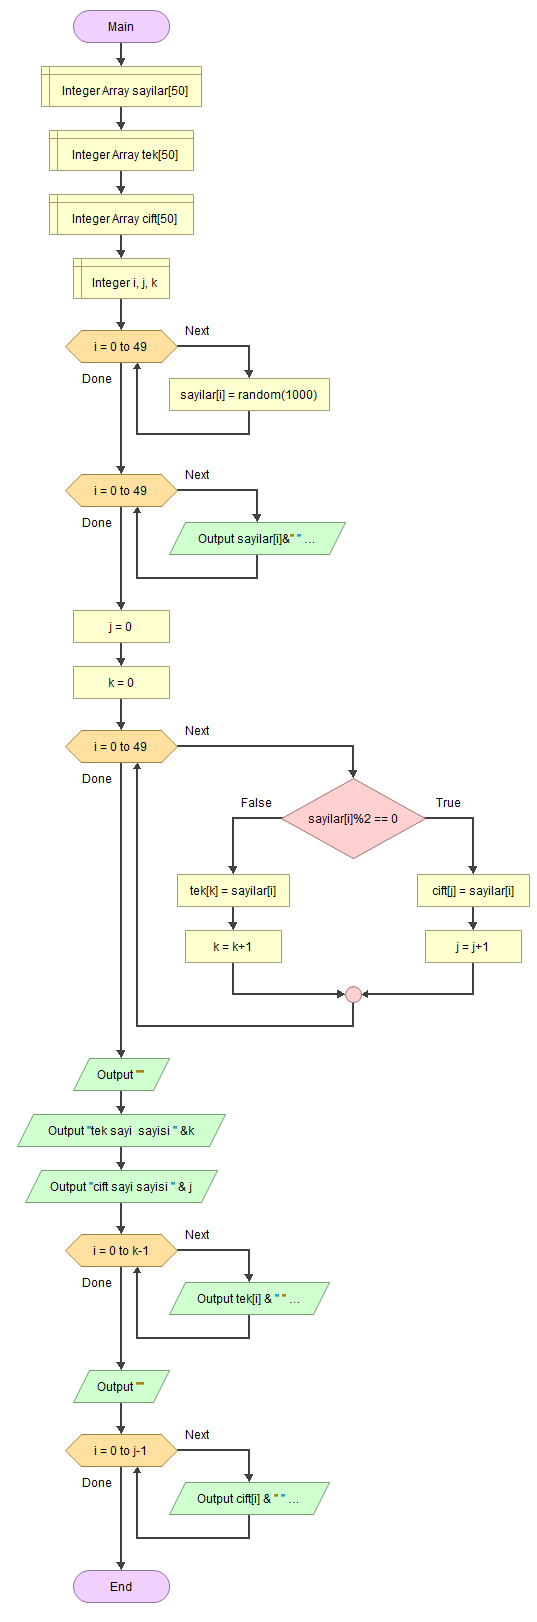 Main
Integer Array sayilar[50]
Integer Array tek[50]
Integer Array cift[50]
Integer i, j, k
i = 0 to 49
Next
Done
sayilar[i] = random(1000)
i = 0 to 49
Next
Done
Output sayilar[i]&" " ...
j = 0
k = 0
i = 0 to 49
Next
Done
sayilar[i]%2 == 0
False
True
tek[k] = sayilar[i]
cift[j] = sayilar[i]
k = k+1
j = j+1
Output ""
Output "tek sayi  sayisi " &k
Output "cift sayi sayisi " & j
i = 0 to k-1
Next
Done
Output tek[i] & " " ...
Output ""
i = 0 to j-1
Next
Done
Output cift[i] & " " ...
End